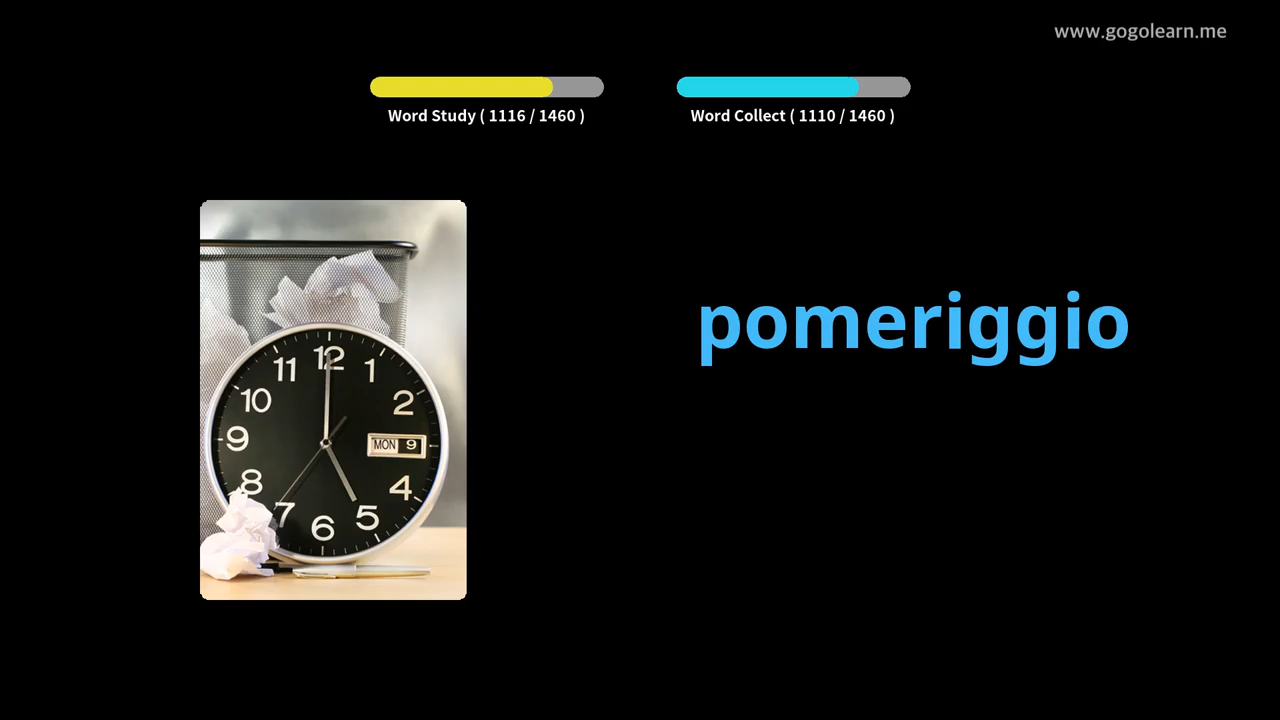 www.gogolearn.me
Word Study ( 1116 / 1460 )
Word Collect ( 1110 / 1460 )
pomeriggio
12
11
1
10
2
9
MON 9
8
4
7
5
6